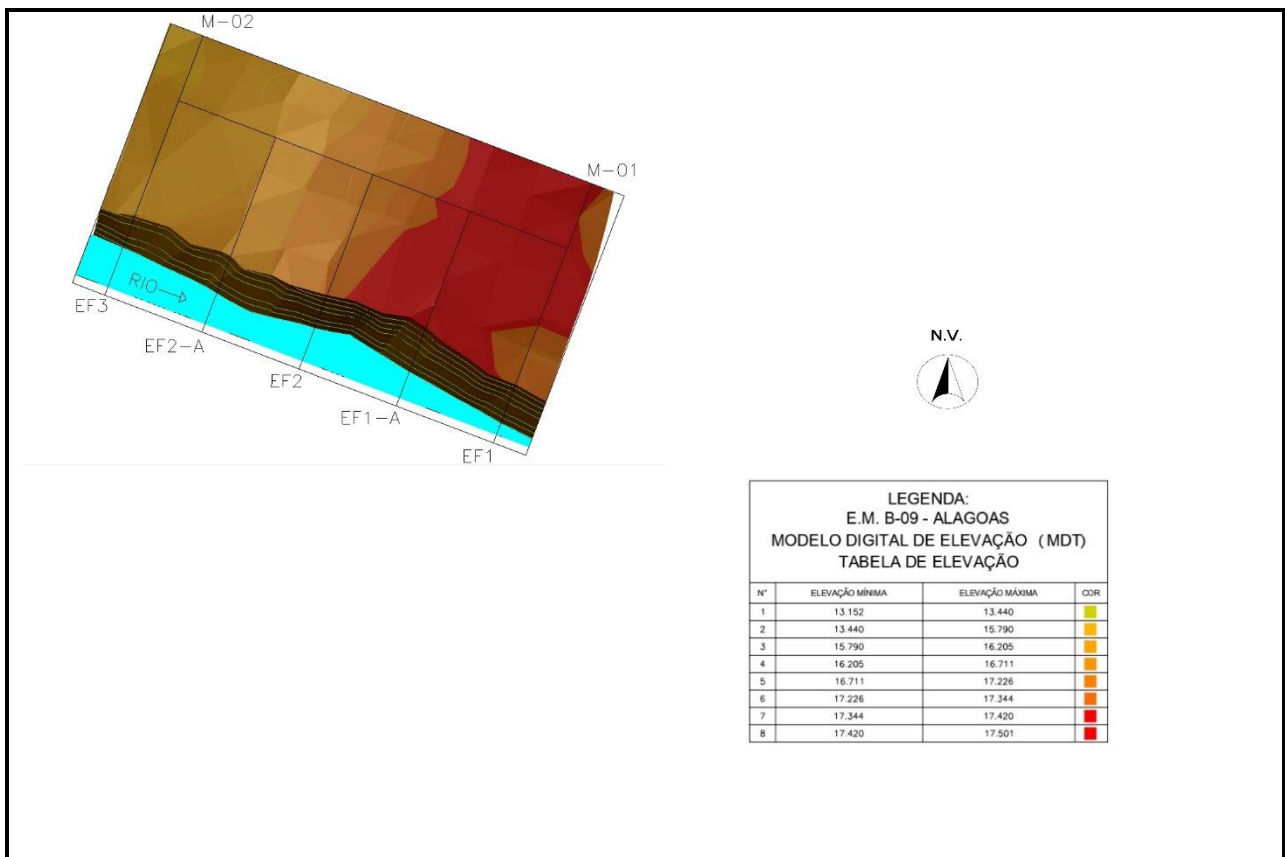 M-02
M-01
RIO
EF3
EF2-A
EF2
EF1-A
EF1
N.V.
LEGENDA:
E.M. B-09 - ALAGOAS
MODELO DIGITAL DE ELEVAÇÃO (MDT)
TABELA DE ELEVAÇÃO
N° ELEVAÇÃO MÍNIMA ELEVAÇÃO MÁXIMA COR
1 13.152 13.440
2 13.440 15.790
3 15.790 16.205
4 16.205 16.711
5 16.711 17.226
6 17.226 17.344
7 17.344 17.420
8 17.420 17.501